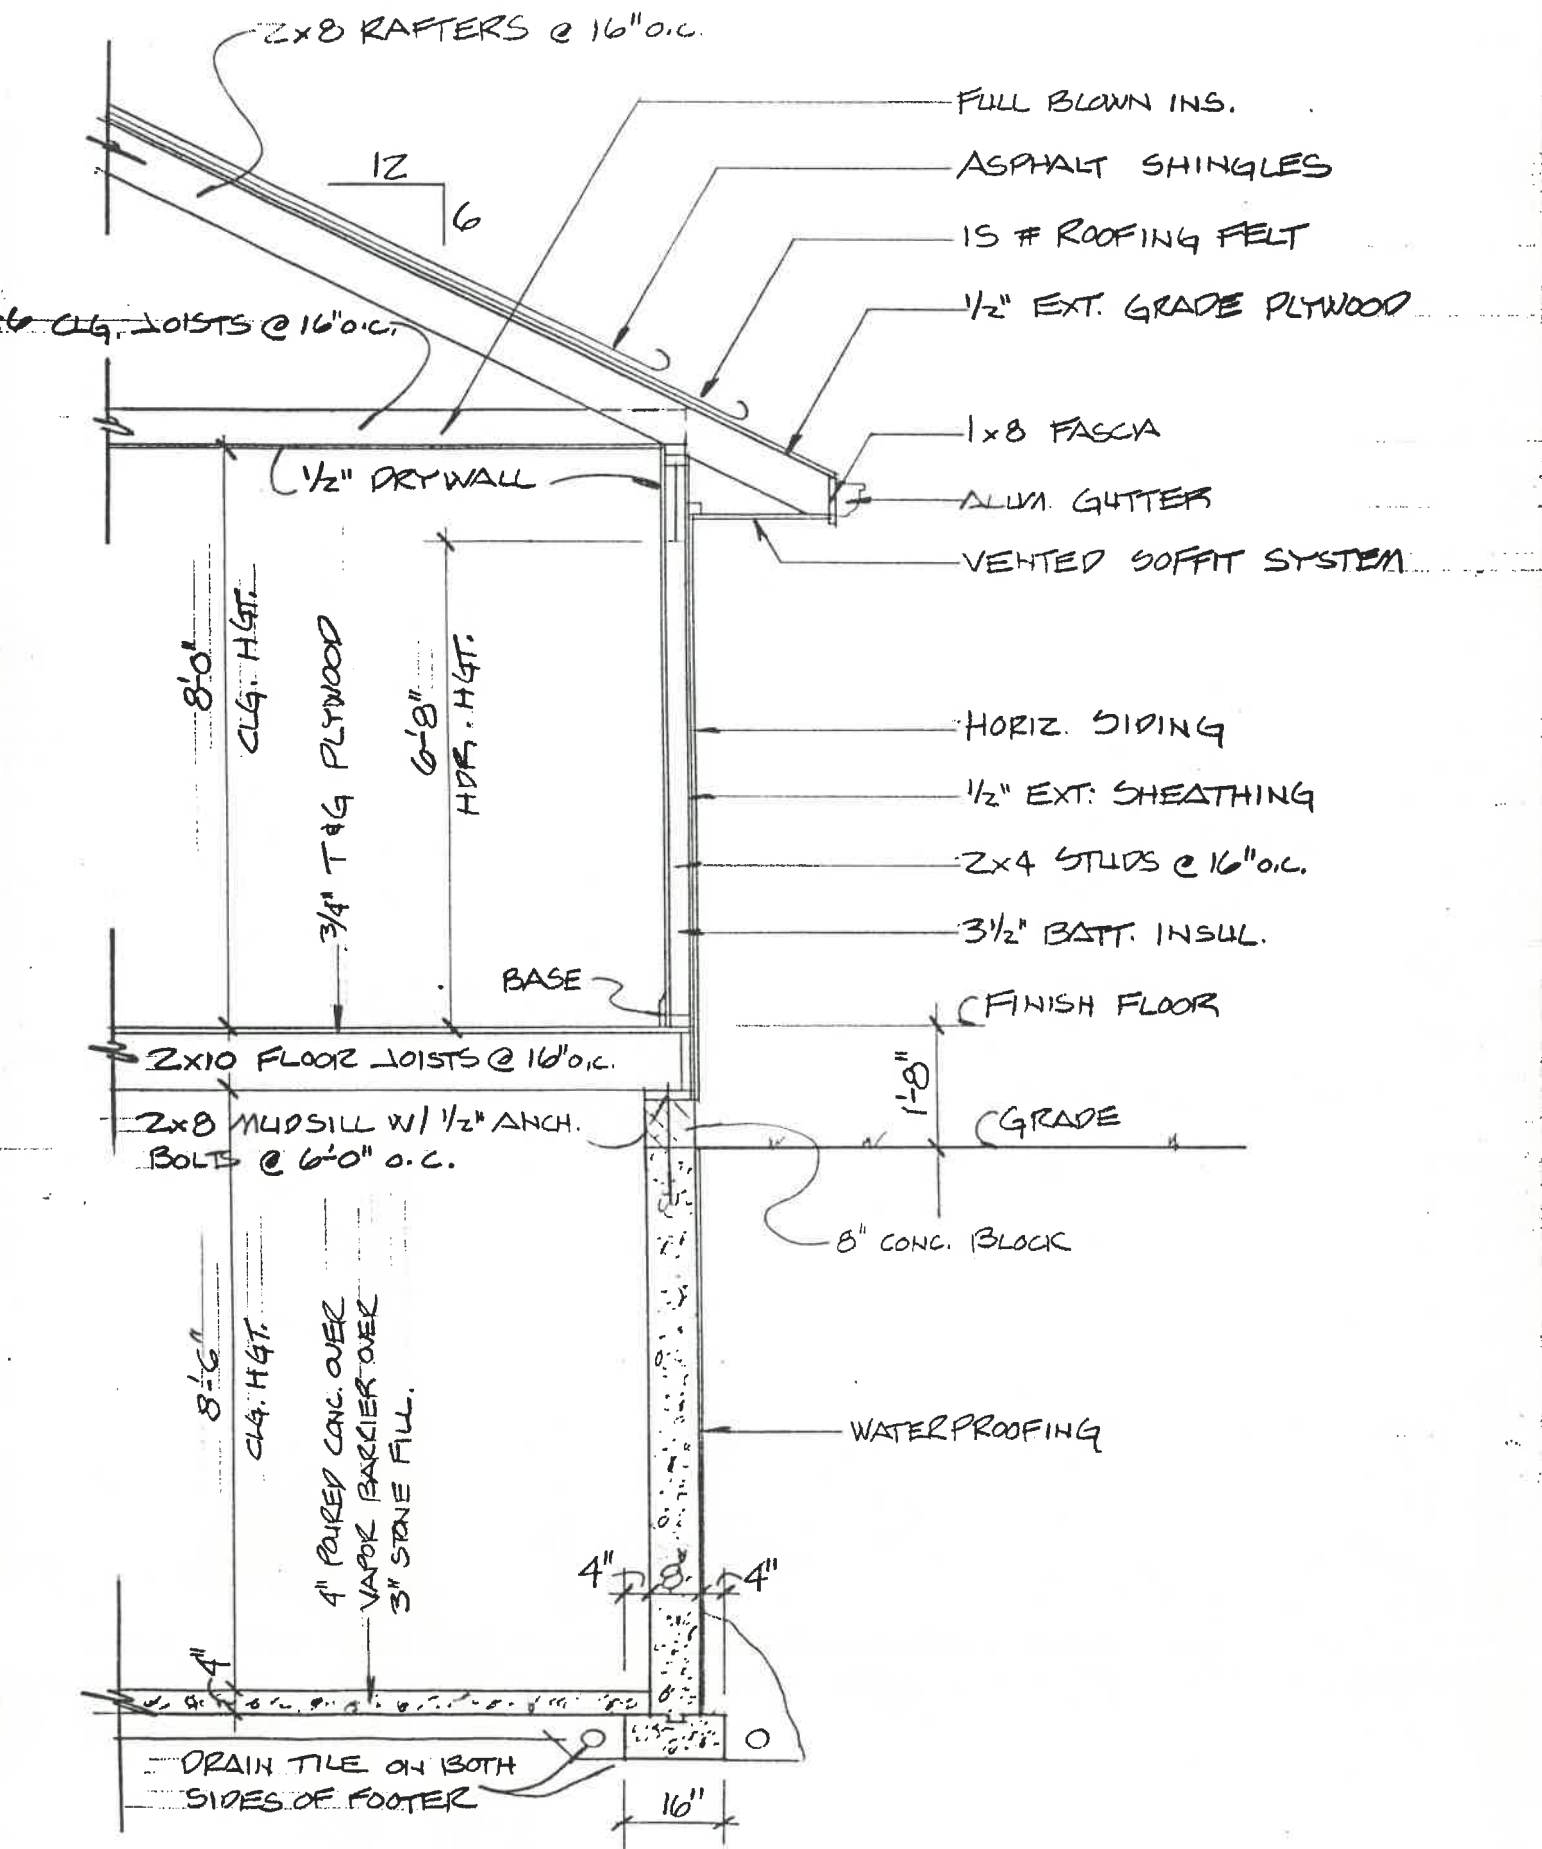 2x8 RAFTERS @ 16" O.C.
FULL BLOWN INS.
ASPHALT SHINGLES
12
6
15 # ROOFING FELT
1/2" EXT. GRADE PLYWOOD
6 CLG. JOISTS @ 16" O.C.
1x8 FASCIA
1/2" DRYWALL
ALUM. GUTTER
VENTED SOFFIT SYSTEM
8'-0"
CLG. HGT.
3/4" T&G PLYWOOD
6'-8"
HDR. HGT.
HORIZ. SIDING
1/2" EXT. SHEATHING
2x4 STUDS @ 16" O.C.
3 1/2" BATT. INSUL.
BASE
FINISH FLOOR
2x10 FLOOR JOISTS @ 16" O.C.
1'-8"
2x8 MUDSILL W/ 1/2" ANCH.
BOLTS @ 6'-0" O.C.
GRADE
8" CONC. BLOCK
8'-6"
CLG. HGT.
4" POURED CONC. OVER
VAPOR BARRIER OVER
3" STONE FILL.
WATERPROOFING
4"
8"
4"
4"
DRAIN TILE ON BOTH
SIDES OF FOOTER
16"